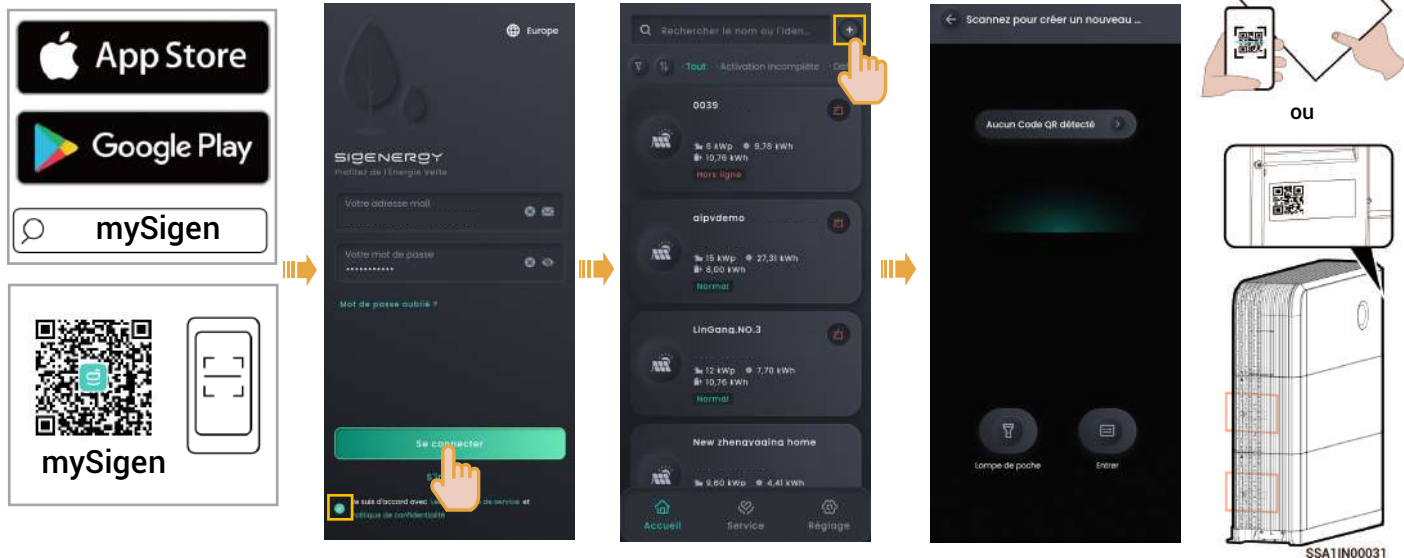 App Store
Google Play
mySigen
mySigen
Europe
SIGENERGY
Profitez de l'Énergie Verte
Votre adresse mail
Votre mot de passe
Mot de passe oublié ?
Se connecter
suis d'accord avec
de service et
Politique de confidentialité
Rechercher le nom ou l'iden...
Tout
Activation incomplète
0039
6 kWp 9,78 kWh
10,76 kWh
Hors ligne
alpvdemo
15 kWp 27,31 kWh
8,00 kWh
Normal
LinGang.NO.3
12 kWp 7,70 kWh
10,76 kWh
Normal
New zhengyaqing home
9,60 kWp 4,41 kWh
Accueil
Service
Réglage
Scannez pour créer un nouveau ...
Aucun Code QR détecté
Lampe de poche
Entrer
ou
SSA1IN00031